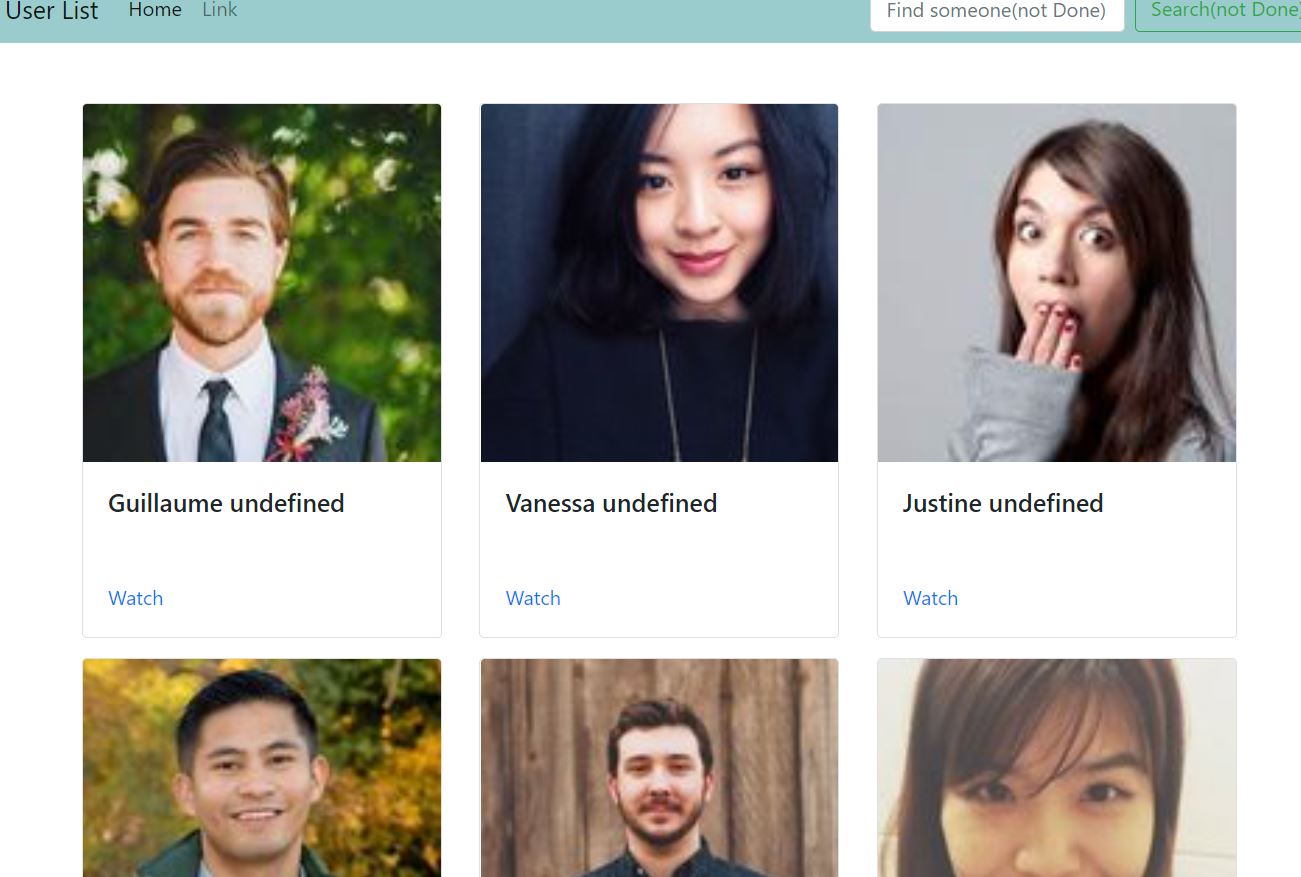 User List Home Link Find someone(not Done) Search(not Done)
Guillaume undefined Vanessa undefined Justine undefined
Watch Watch Watch